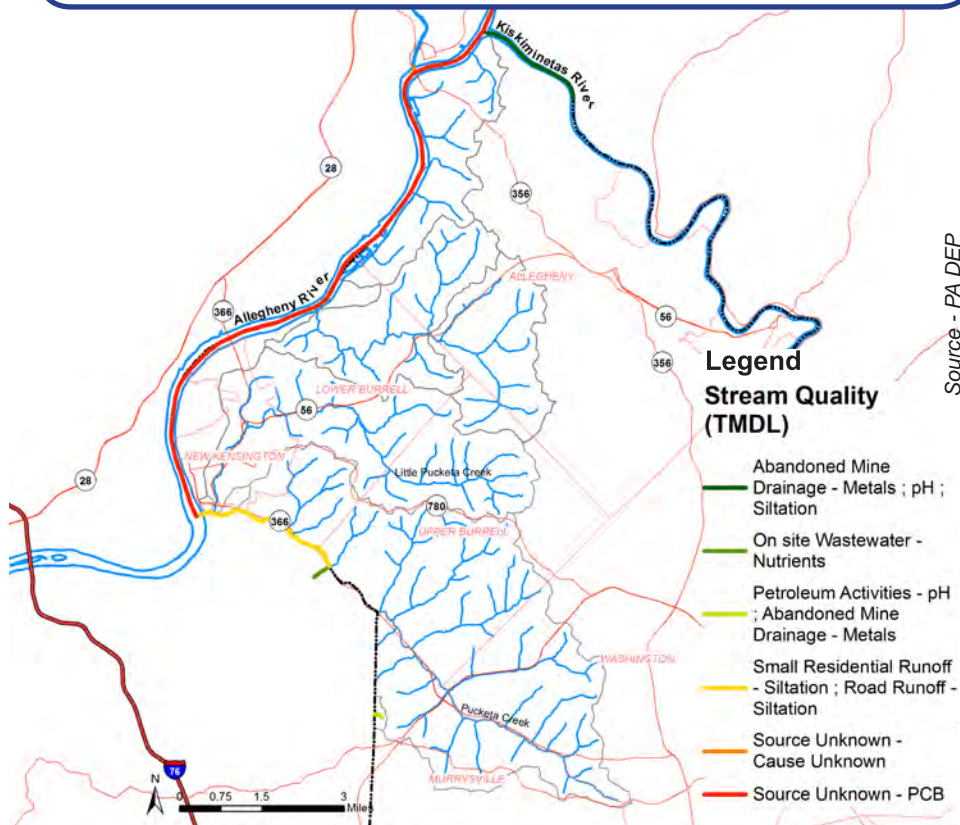 Kiskiminetas River
28
356
Allegheny River
366
ALLEGHENY
56
356
LOWER BURRELL
56
NEW KENSINGTON
Little Pucketa Creek
28
780
366
UPPER BURRELL
WASHINGTON
Pucketa Creek
MURRYSVILLE
76
N
0 0.75 1.5 3
Miles
Source - PA DEP
Legend
Stream Quality
(TMDL)
Abandoned Mine
Drainage - Metals ; pH ;
Siltation
On site Wastewater -
Nutrients
Petroleum Activities - pH
; Abandoned Mine
Drainage - Metals
Small Residential Runoff
- Siltation ; Road Runoff -
Siltation
Source Unknown -
Cause Unknown
Source Unknown - PCB